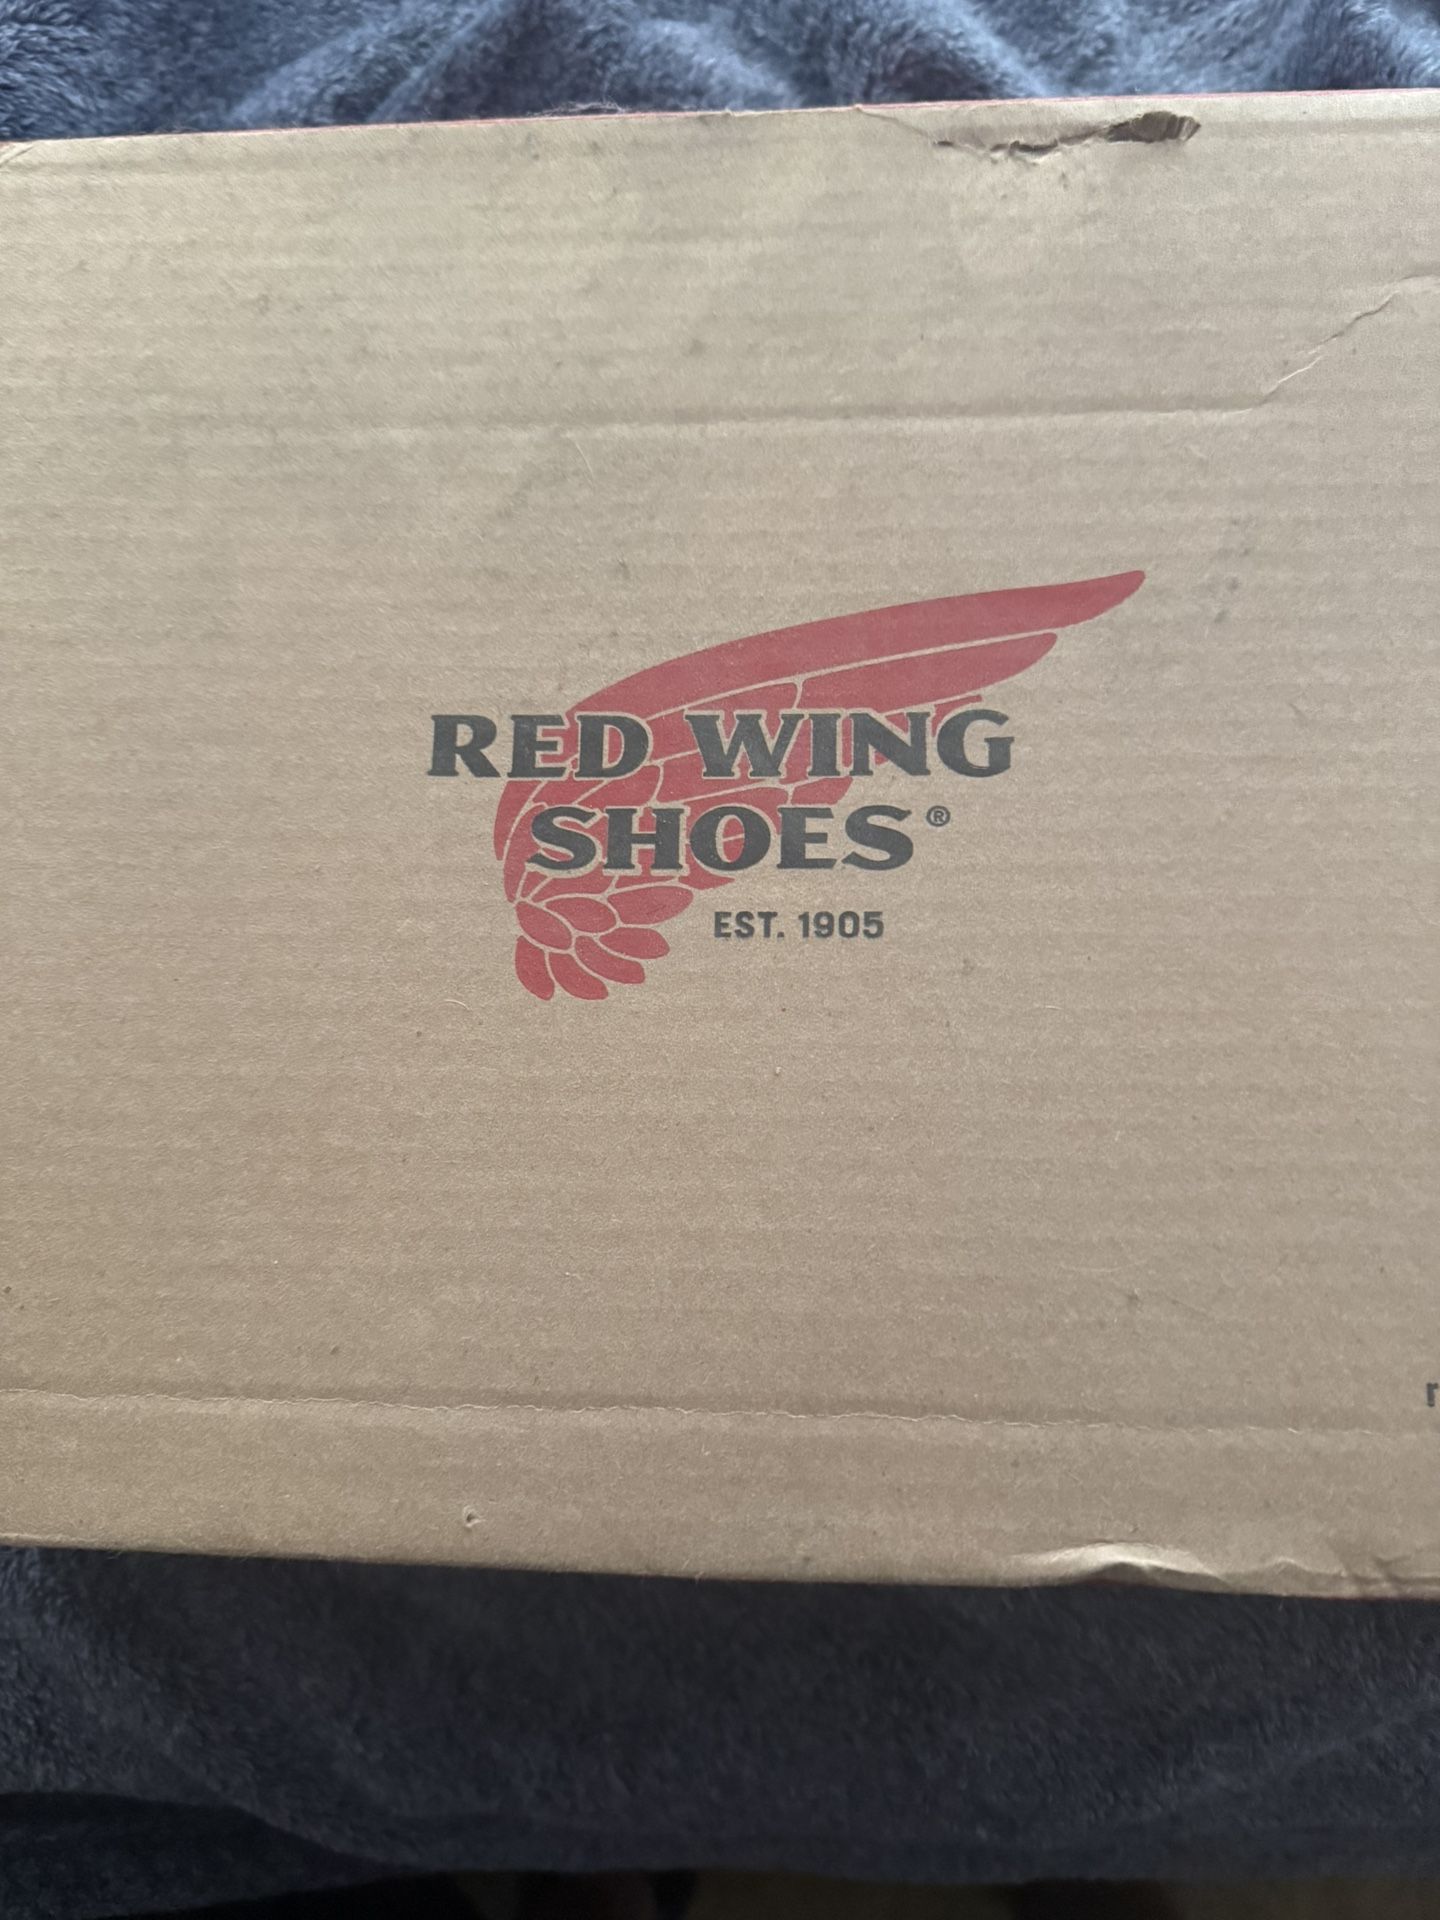 RED WING
SHOES®
EST. 1905